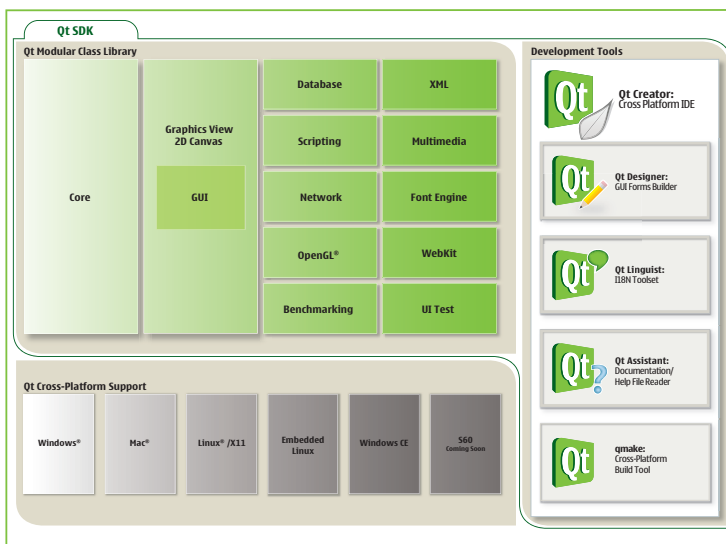 Qt SDK
Qt Modular Class Library
Core
Graphics View
2D Canvas
GUI
Database
XML
Scripting
Multimedia
Network
Font Engine
OpenGL®
WebKit
Benchmarking
UI Test
Qt Cross-Platform Support
Windows®
Mac®
Linux® /X11
Embedded
Linux
Windows CE
S60
Coming Soon
Development Tools
Qt
Qt Creator:
Cross Platform IDE
Qt
Qt Designer:
GUI Forms Builder
Qt
Qt Linguist:
I18N Toolset
Qt
?
Qt Assistant:
Documentation/
Help File Reader
Qt
qmake:
Cross-Platform
Build Tool